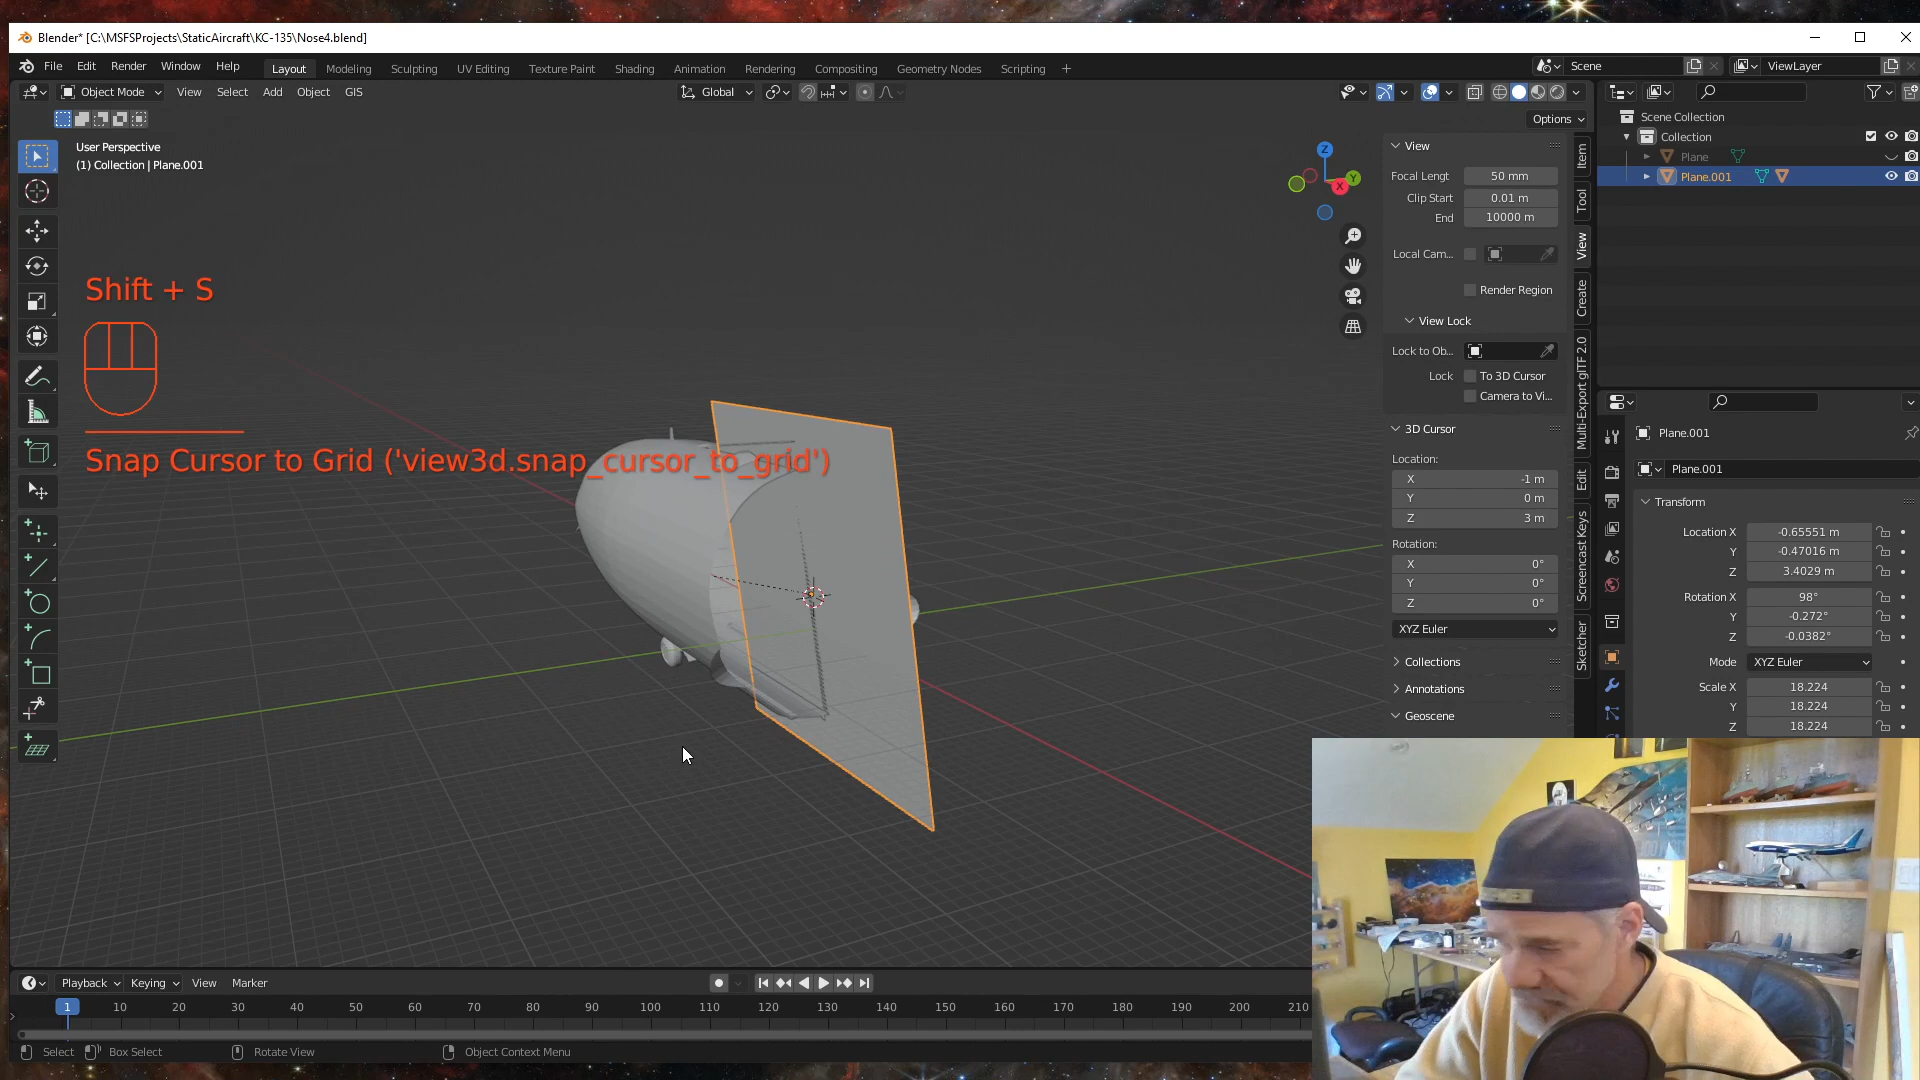 Blender* [C:\MSFSProjects\StaticAircraft\KC-135\Nose4.blend]
File Edit Render Window Help
Layout Modeling Sculpting UV Editing Texture Paint Shading Animation Rendering Compositing Geometry Nodes Scripting +
Scene
ViewLayer
Object Mode View Select Add Object GIS
Global
Options
User Perspective
(1) Collection | Plane.001
Shift + S
Snap Cursor to Grid ('view3d.snap_cursor_to_grid')
Z
Y
X
View
Focal Lengt 50 mm
Clip Start 0.01 m
End 10000 m
Local Cam...
Render Region
View Lock
Lock to Ob...
Lock To 3D Cursor
Camera to Vi...
3D Cursor
Location:
X -1 m
Y 0 m
Z 3 m
Rotation:
X 0°
Y 0°
Z 0°
XYZ Euler
Collections
Annotations
Geoscene
Item
Tool
View
Create
Multi-Export glTF 2.0
Edit
Screencast Keys
Sketcher
Scene Collection
Collection
Plane
Plane.001
Plane.001
Plane.001
Transform
Location X -0.65551 m
Y -0.47016 m
Z 3.4029 m
Rotation X 98°
Y -0.272°
Z -0.0382°
Mode XYZ Euler
Scale X 18.224
Y 18.224
Z 18.224
Playback Keying View Marker
1 10 20 30 40 50 60 70 80 90 100 110 120 130 140 150 160 170 180 190 200 210
Select Box Select Rotate View Object Context Menu